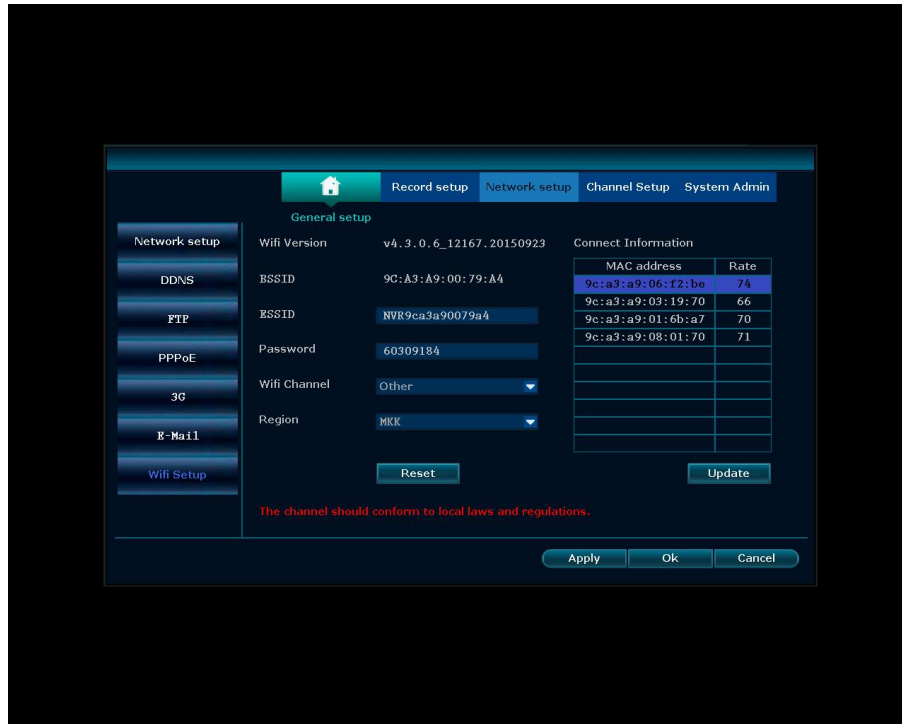 Record setup Network setup Channel Setup System Admin
General setup
Network setup
DDNS
FTP
PPPoE
3G
E-Mail
Wifi Setup
Wifi Version v4.3.0.6_12167.20150923
BSSID 9C:A3:A9:00:79:A4
ESSID NVR9ca3a90079a4
Password 60309184
Wifi Channel Other
Region MKK
Reset
Connect Information
MAC address Rate
9c:a3:a9:06:f2:be 74
9c:a3:a9:03:19:70 66
9c:a3:a9:01:6b:a7 70
9c:a3:a9:08:01:70 71
Update
The channel should conform to local laws and regulations.
Apply Ok Cancel